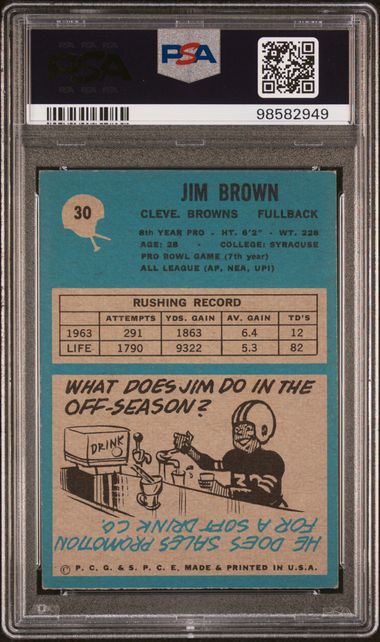 PSA
PSA
98582949
30
JIM BROWN
CLEVE. BROWNS FULLBACK
8th YEAR PRO - HT. 6'2" - WT. 228
AGE: 28 - COLLEGE: SYRACUSE
PRO BOWL GAME (7th year)
ALL LEAGUE (AP, NEA, UPI)
RUSHING RECORD
ATTEMPTS YDS. GAIN AV. GAIN TD'S
1963 291 1863 6.4 12
LIFE 1790 9322 5.3 82
WHAT DOES JIM DO IN THE
OFF-SEASON?
DRINK
HE DOES SALES PROMOTION
FOR A SOFT DRINK CO.
© P. C. G. & S. P. C. E. MADE & PRINTED IN U.S.A.